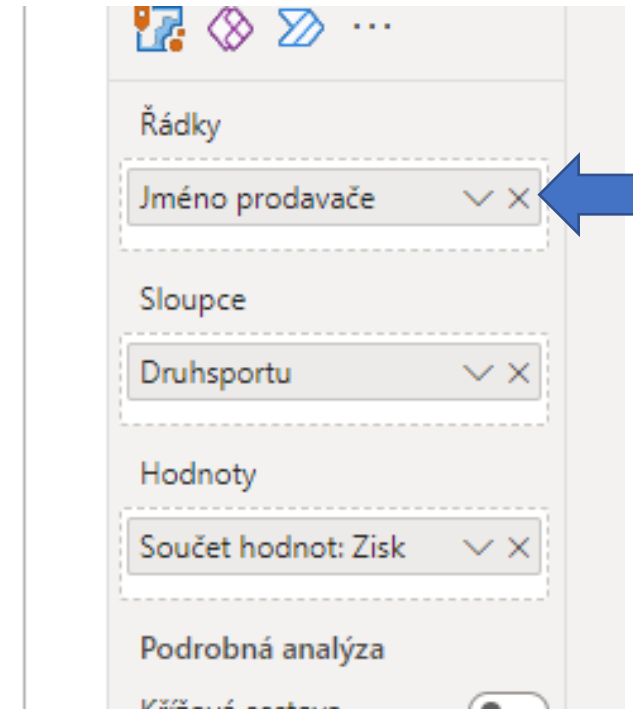 Řádky
Jméno prodavače
Sloupce
Druhsportu
Hodnoty
Součet hodnot: Zisk
Podrobná analýza